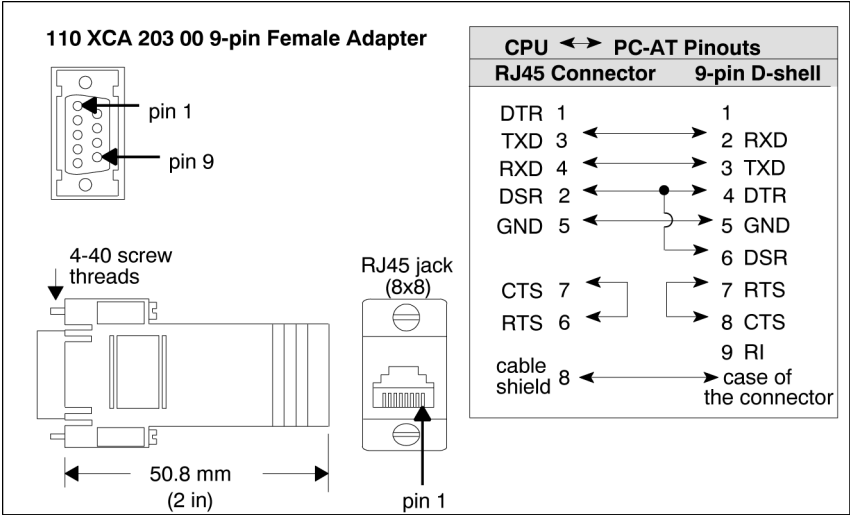 110 XCA 203 00 9-pin Female Adapter
pin 1
pin 9
4-40 screw
threads
RJ45 jack
(8x8)
50.8 mm
(2 in)
pin 1
CPU ↔ PC-AT Pinouts
RJ45 Connector 9-pin D-shell
DTR 1 1
TXD 3 2 RXD
RXD 4 3 TXD
DSR 2 4 DTR
GND 5 5 GND
6 DSR
CTS 7 7 RTS
RTS 6 8 CTS
9 RI
cable
shield 8 case of
the connector